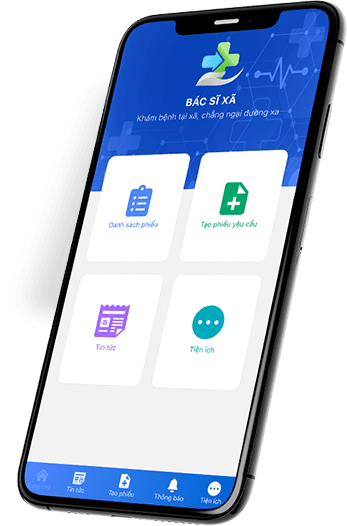 BÁC SĨ XÃ
Khám bệnh tại xã, chẳng ngại đường xa
Danh sách phiếu
Tạo phiếu yêu cầu
Tin tức
Tiện ích
Trang chủ
Tin tức
Tạo phiếu
Thông báo
Tiện ích